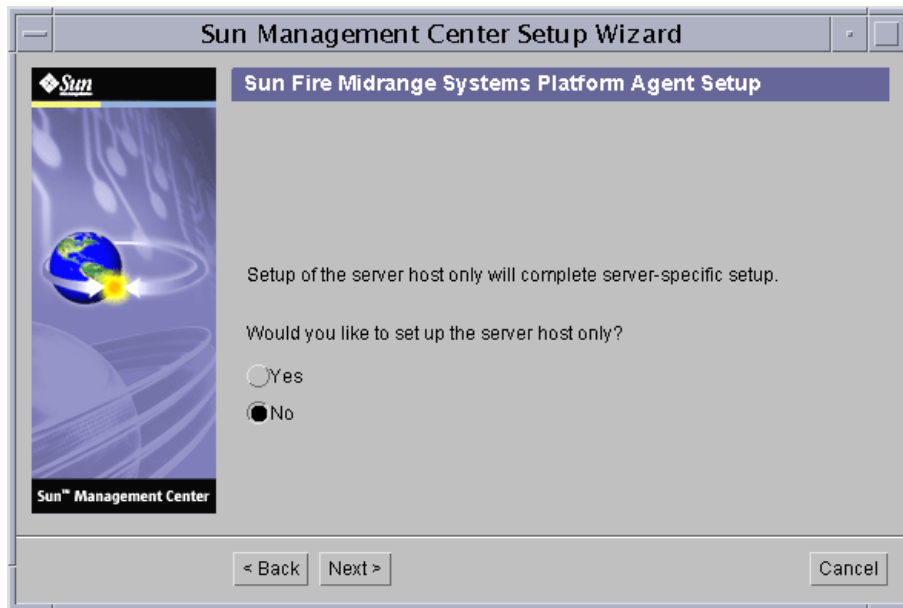 Sun Management Center Setup Wizard
Sun
Sun Fire Midrange Systems Platform Agent Setup
Setup of the server host only will complete server-specific setup.
Would you like to set up the server host only?
Yes
No
Sun™ Management Center
< Back
Next >
Cancel